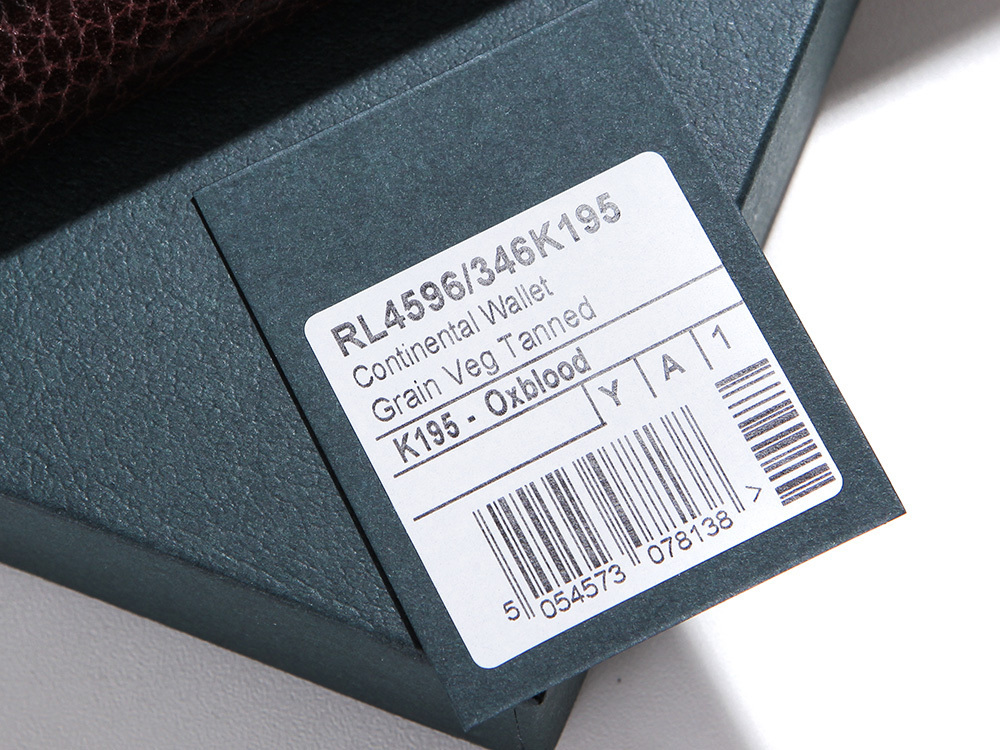 RL4596/346K195
Continental Wallet
Grain Veg Tanned
K195 - Oxblood
Y A 1
5 054573 078138 >